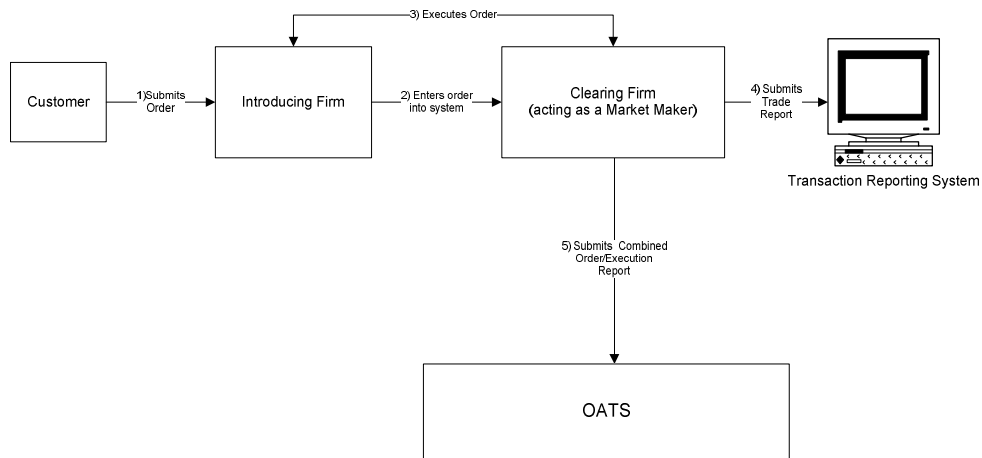 3) Executes Order
Customer
1)Submits
Order
Introducing Firm
2) Enters order
into system
Clearing Firm
(acting as a Market Maker)
4) Submits
Trade
Report
Transaction Reporting System
5) Submits Combined
Order/Execution
Report
OATS